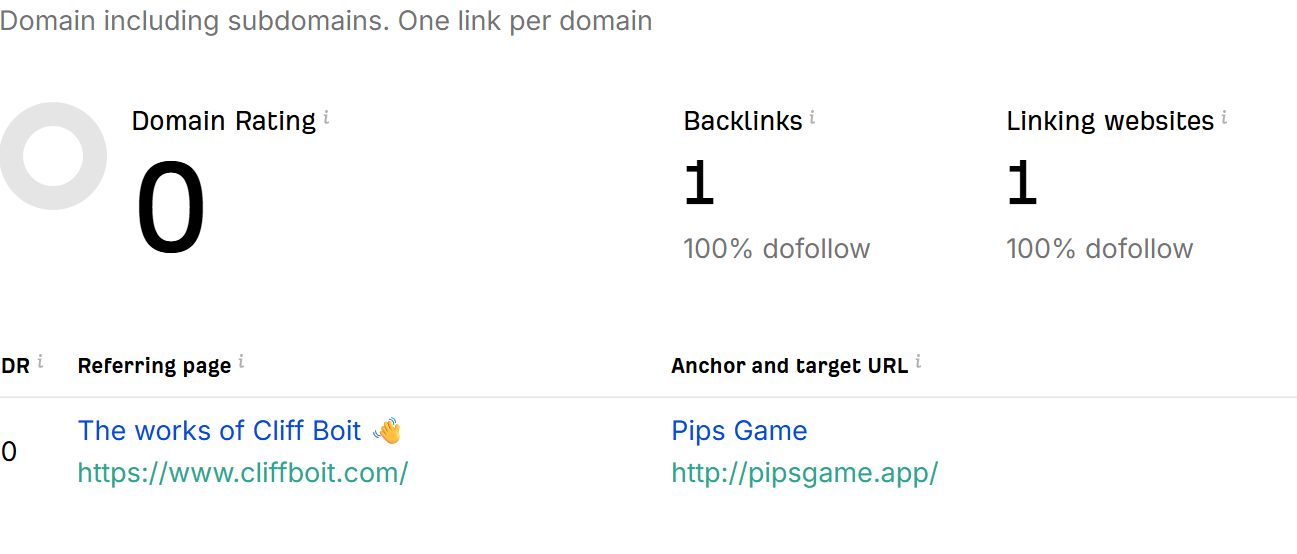 Domain including subdomains. One link per domain
Domain Rating i
0
Backlinks i
1
100% dofollow
Linking websites i
1
100% dofollow
DR i Referring page i Anchor and target URL i
0
The works of Cliff Boit 👋
https://www.cliffboit.com/
Pips Game
http://pipsgame.app/